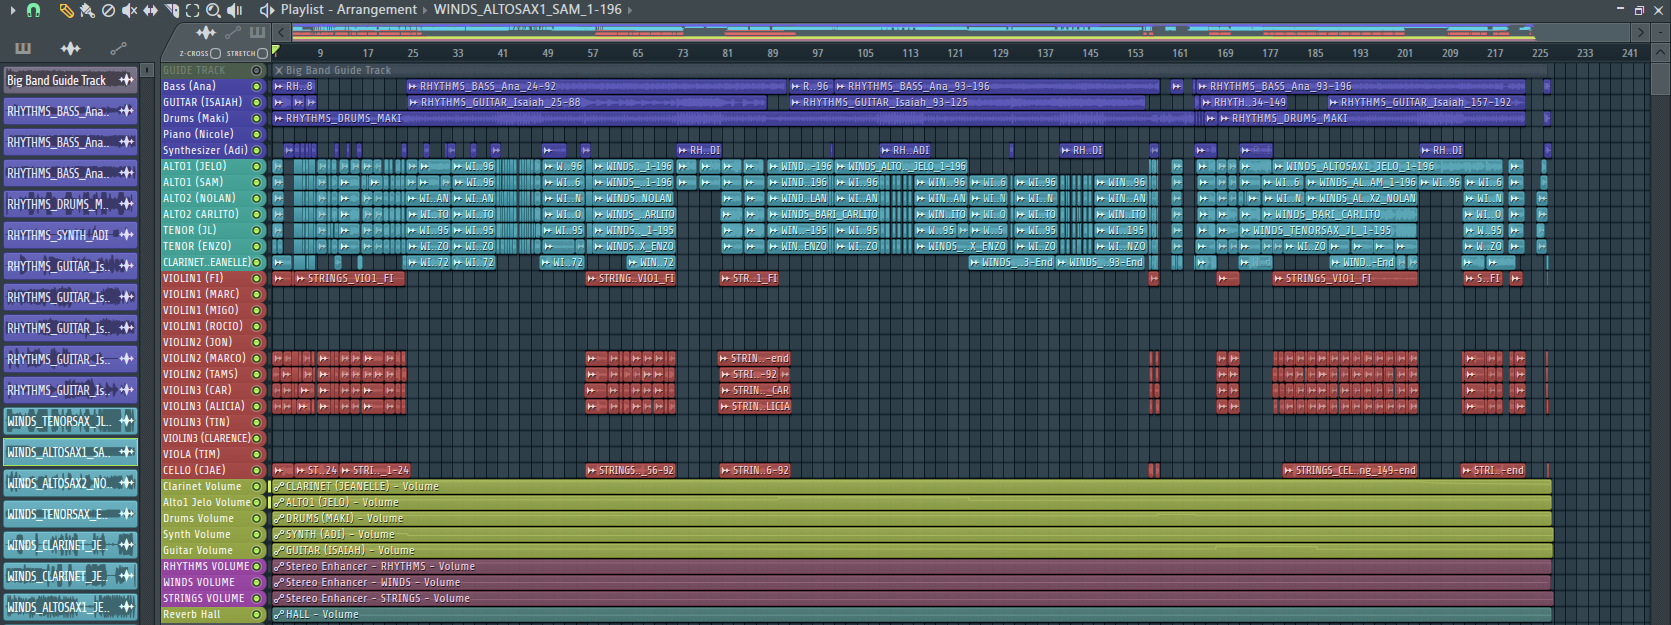 Playlist - Arrangement › WINDS_ALTOSAX1_SAM_1-196 ›
Z-CROSS STRETCH
1 9 17 25 33 41 49 57 65 73 81 89 97 105 113 121 129 137 145 153 161 169 177 185 193 201 209 217 225 233 241
Big Band Guide Track
RHYTHMS_BASS_Ana..
RHYTHMS_BASS_Ana..
RHYTHMS_BASS_Ana..
RHYTHMS_DRUMS_M..
RHYTHMS_SYNTH_ADI
RHYTHMS_GUITAR_Is..
RHYTHMS_GUITAR_Is..
RHYTHMS_GUITAR_Is..
RHYTHMS_GUITAR_Is..
RHYTHMS_GUITAR_Is..
WINDS_TENORSAX_JL..
WINDS_ALTOSAX1_SA..
WINDS_ALTOSAX2_NO..
WINDS_TENORSAX_E..
WINDS_CLARINET_JE..
WINDS_CLARINET_JE..
WINDS_ALTOSAX1_JE..
GUIDE TRACK Big Band Guide Track
Bass (Ana) RH..8 RHYTHMS_BASS_Ana_24-92 R..96 RHYTHMS_BASS_Ana_93-196 RHYTHMS_BASS_Ana_93-196
GUITAR (ISAIAH) RHYTHMS_GUITAR_Isaiah_25-88 RHYTHMS_GUITAR_Isaiah_93-125 RHYTH..34-149 RHYTHMS_GUITAR_Isaiah_157-192
Drums (Maki) RHYTHMS_DRUMS_MAKI RHYTHMS_DRUMS_MAKI
Piano (Nicole)
Synthesizer (Adi) RH..DI RH..ADI RH..DI RH..DI
ALTO1 (JELO) WI..96 WI..96 W..96 WINDS_..1-196 WIND..-196 WINDS_ALTO.._JELO_1-196 WINDS_ALTOSAX1_JELO_1-196
ALTO1 (SAM) WI..96 WI..6 WINDS_..1-196 WIND..196 WI..96 WIN..96 WI..6 WI..96 WIN..96 WI..6 WINDS_AL..AM_1-196 WI..96 WI..6
ALTO2 (NOLAN) WI..AN WI..AN WI..N WINDS..NOLAN WIND..LAN WI..AN WIN..AN WI..N WI..AN WIN..AN WI..N WINDS_AL..X2_NOLAN WI..N
ALTO2 CARLITO) WI..TO WI..TO WI..O WINDS_..ARLITO WINDS_BARI_CARLITO WIN..ITO WI..O WI..TO WIN..ITO WINDS_BARI_CARLITO WI..O
TENOR (JL) WI..95 WI..95 WI..95 WINDS_..1-195 WIN..-195 WI..95 WIN..95 W..5 WI..95 WI..195 WINDS_TENORSAX_JL_1-195 W..95
TENOR (ENZO) WI..ZO WI..ZO WI..ZO WINDS..X_ENZO WIN..ENZO WI..ZO WINDS_..X_ENZO WI..ZO WI..NZO WI..ZO W..ZO
CLARINET..EANELLE) WI..72 WI..72 WI..72 WIN..72 WINDS_..3-End WINDS_..93-End WIND..-End
VIOLIN1 (FI) STRINGS_VIO1_FI STRING..VIO1_FI STR..1_FI STRINGS_VIO1_FI S..FI
VIOLIN1 (MARC)
VIOLIN1 (MIGO)
VIOLIN1 (ROCIO)
VIOLIN2 (JON)
VIOLIN2 (MARCO) STRIN..-end
VIOLIN2 (TAMS) STRI..-92
VIOLIN3 (CAR) STRIN.._CAR
VIOLIN3 (ALICIA) STRIN..LICIA
VIOLIN3 (TIN)
VIOLIN3 (CLARENCE)
VIOLA (TIM)
CELLO (CJAE) ST..24 STRI.._1-24 STRINGS.._56-92 STRIN..6-92 STRINGS_CEL..ng_149-end STRI..-end
Clarinet Volume CLARINET (JEANELLE) - Volume
Alto1 Jelo Volume ALTO1 (JELO) - Volume
Drums Volume DRUMS (MAKI) - Volume
Synth Volume SYNTH (ADI) - Volume
Guitar Volume GUITAR (ISAIAH) - Volume
RHYTHMS VOLUME Stereo Enhancer - RHYTHMS - Volume
WINDS VOLUME Stereo Enhancer - WINDS - Volume
STRINGS VOLUME Stereo Enhancer - STRINGS - Volume
Reverb Hall HALL - Volume